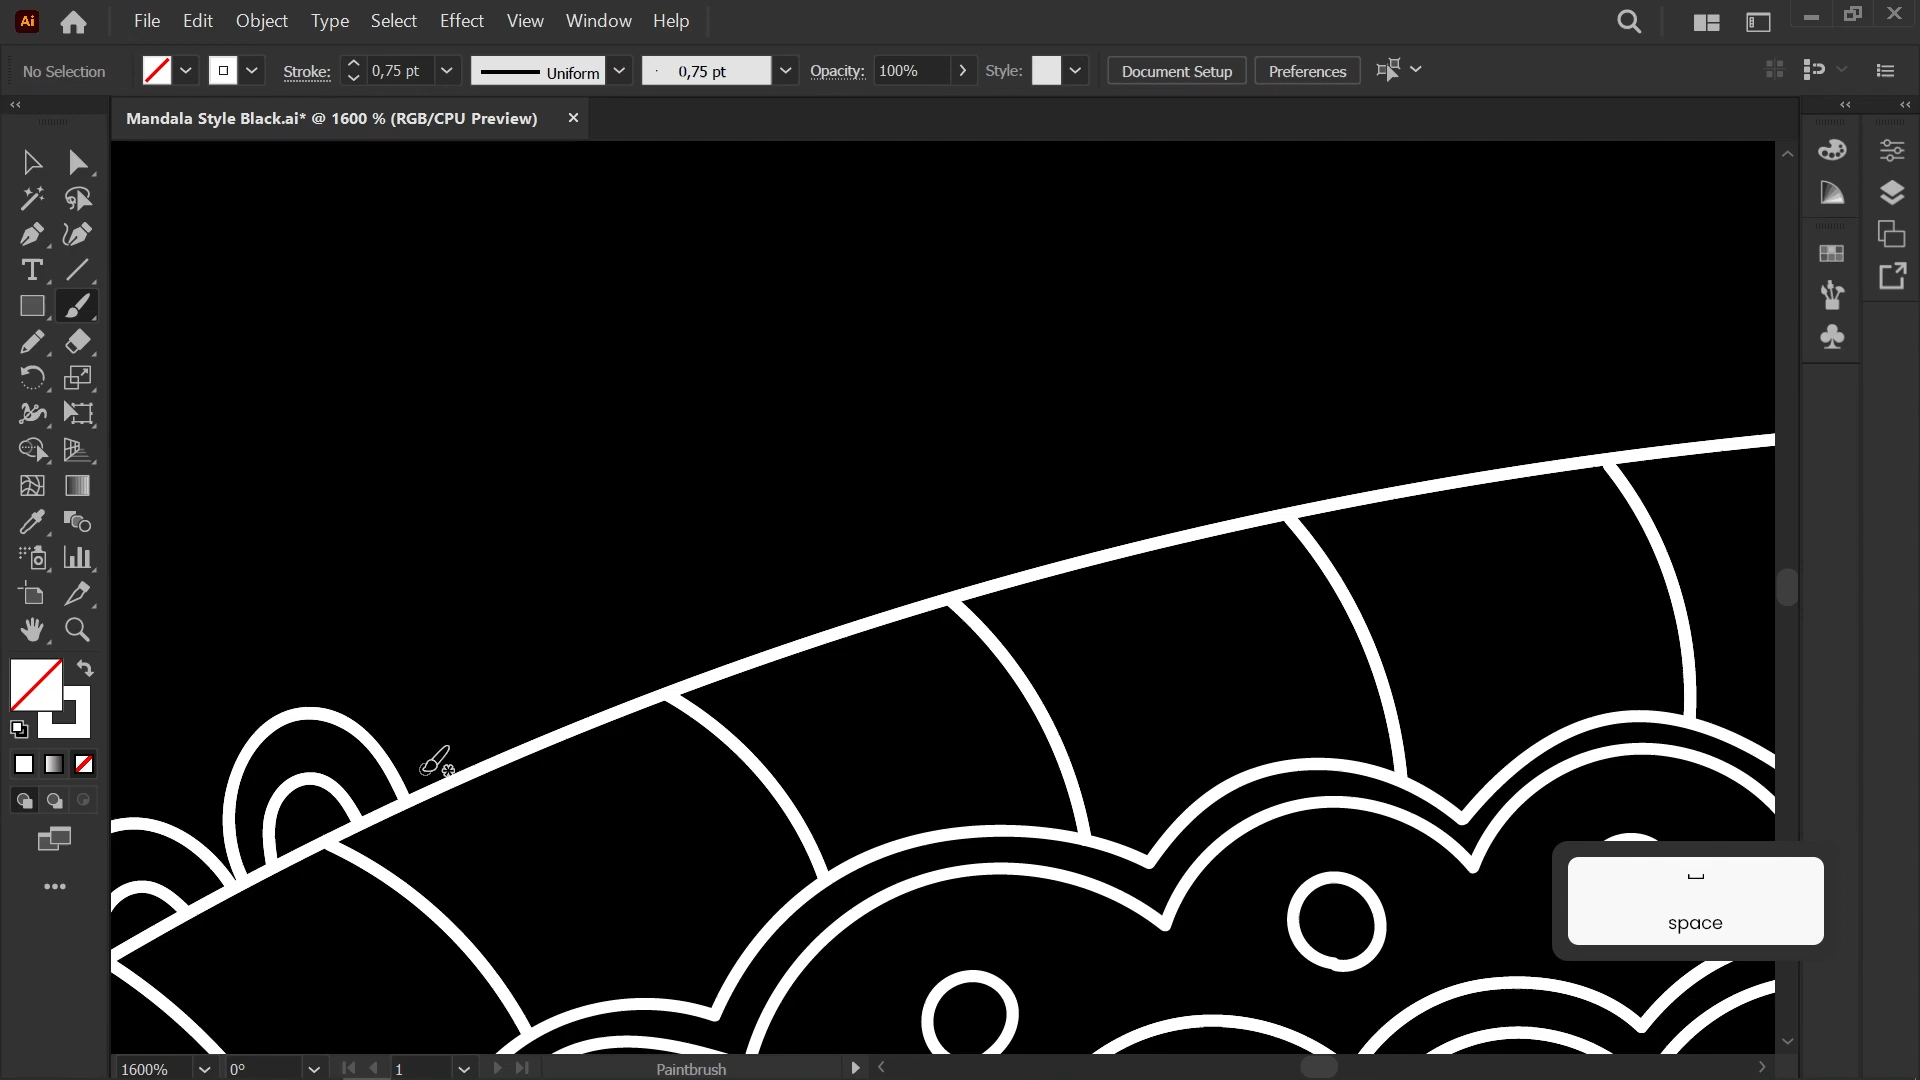 Ai File Edit Object Type Select Effect View Window Help
No Selection Stroke: 0,75 pt Uniform 0,75 pt Opacity: 100% Style: Document Setup Preferences
Mandala Style Black.ai* @ 1600 % (RGB/CPU Preview)
space
1600% 0° 1 Paintbrush